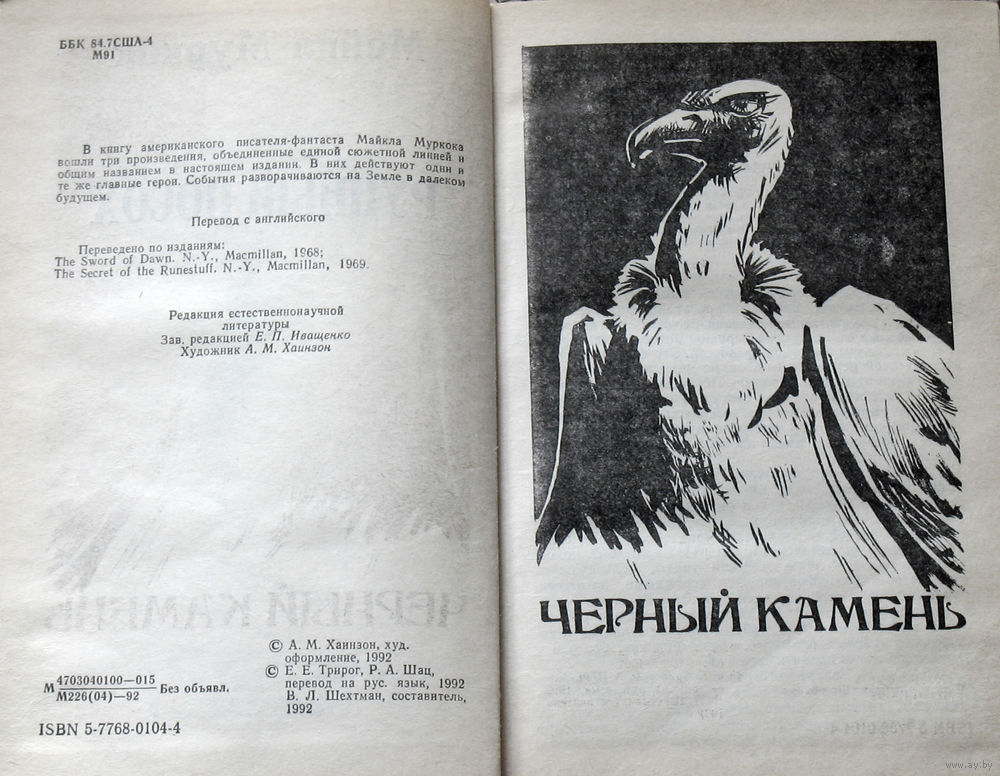 ББК 84.7США-4
М91
В книгу американского писателя-фантаста Майкла Муркока
вошли три произведения, объединенные единой сюжетной линией и
общим названием в настоящем издании. В них действуют одни и
те же главные герои. События разворачиваются на Земле в далеком
будущем.
Перевод с английского
Переведено по изданиям:
The Sword of Dawn. N.-Y., Macmillan, 1968;
The Secret of the Runestuff. N.-Y., Macmillan, 1969.
Редакция естественнонаучной
литературы
Зав. редакцией Е. П. Иващенко
Художник А. М. Хаинзон
© А. М. Хаинзон, худ.
оформление, 1992
© Е. Е. Трирог, Р. А. Шац,
перевод на рус. язык, 1992
В. Л. Шехтман, составитель,
1992
М 4703040100—015
М226(04)—92 Без объявл.
ISBN 5-7768-0104-4
ЧЕРНЫЙ КАМЕНЬ
www.ay.by